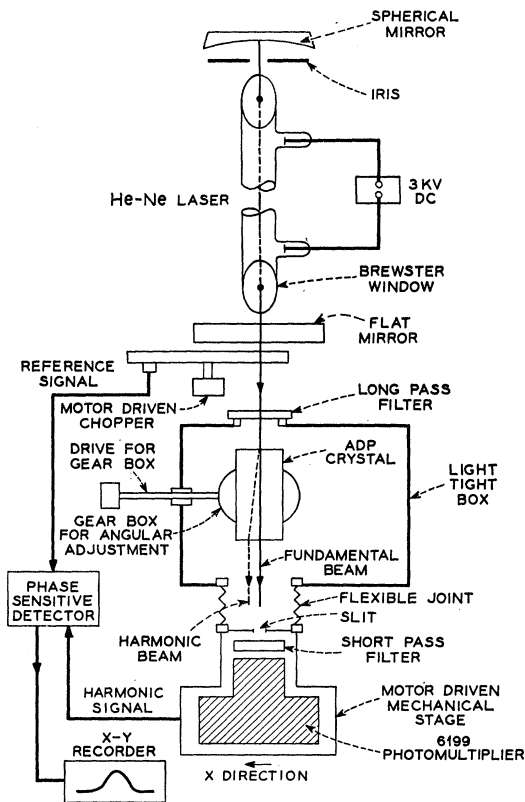 SPHERICAL
MIRROR
IRIS
He-Ne LASER
3 KV
DC
BREWSTER
WINDOW
FLAT
MIRROR
REFERENCE
SIGNAL
MOTOR DRIVEN
CHOPPER
LONG PASS
FILTER
DRIVE FOR
GEAR BOX
ADP
CRYSTAL
LIGHT
TIGHT
BOX
GEAR BOX
FOR ANGULAR
ADJUSTMENT
FUNDAMENTAL
BEAM
PHASE
SENSITIVE
DETECTOR
HARMONIC
BEAM
FLEXIBLE JOINT
SLIT
SHORT PASS
FILTER
HARMONIC
SIGNAL
MOTOR DRIVEN
MECHANICAL
STAGE
X-Y
RECORDER
6199
PHOTOMULTIPLIER
X DIRECTION